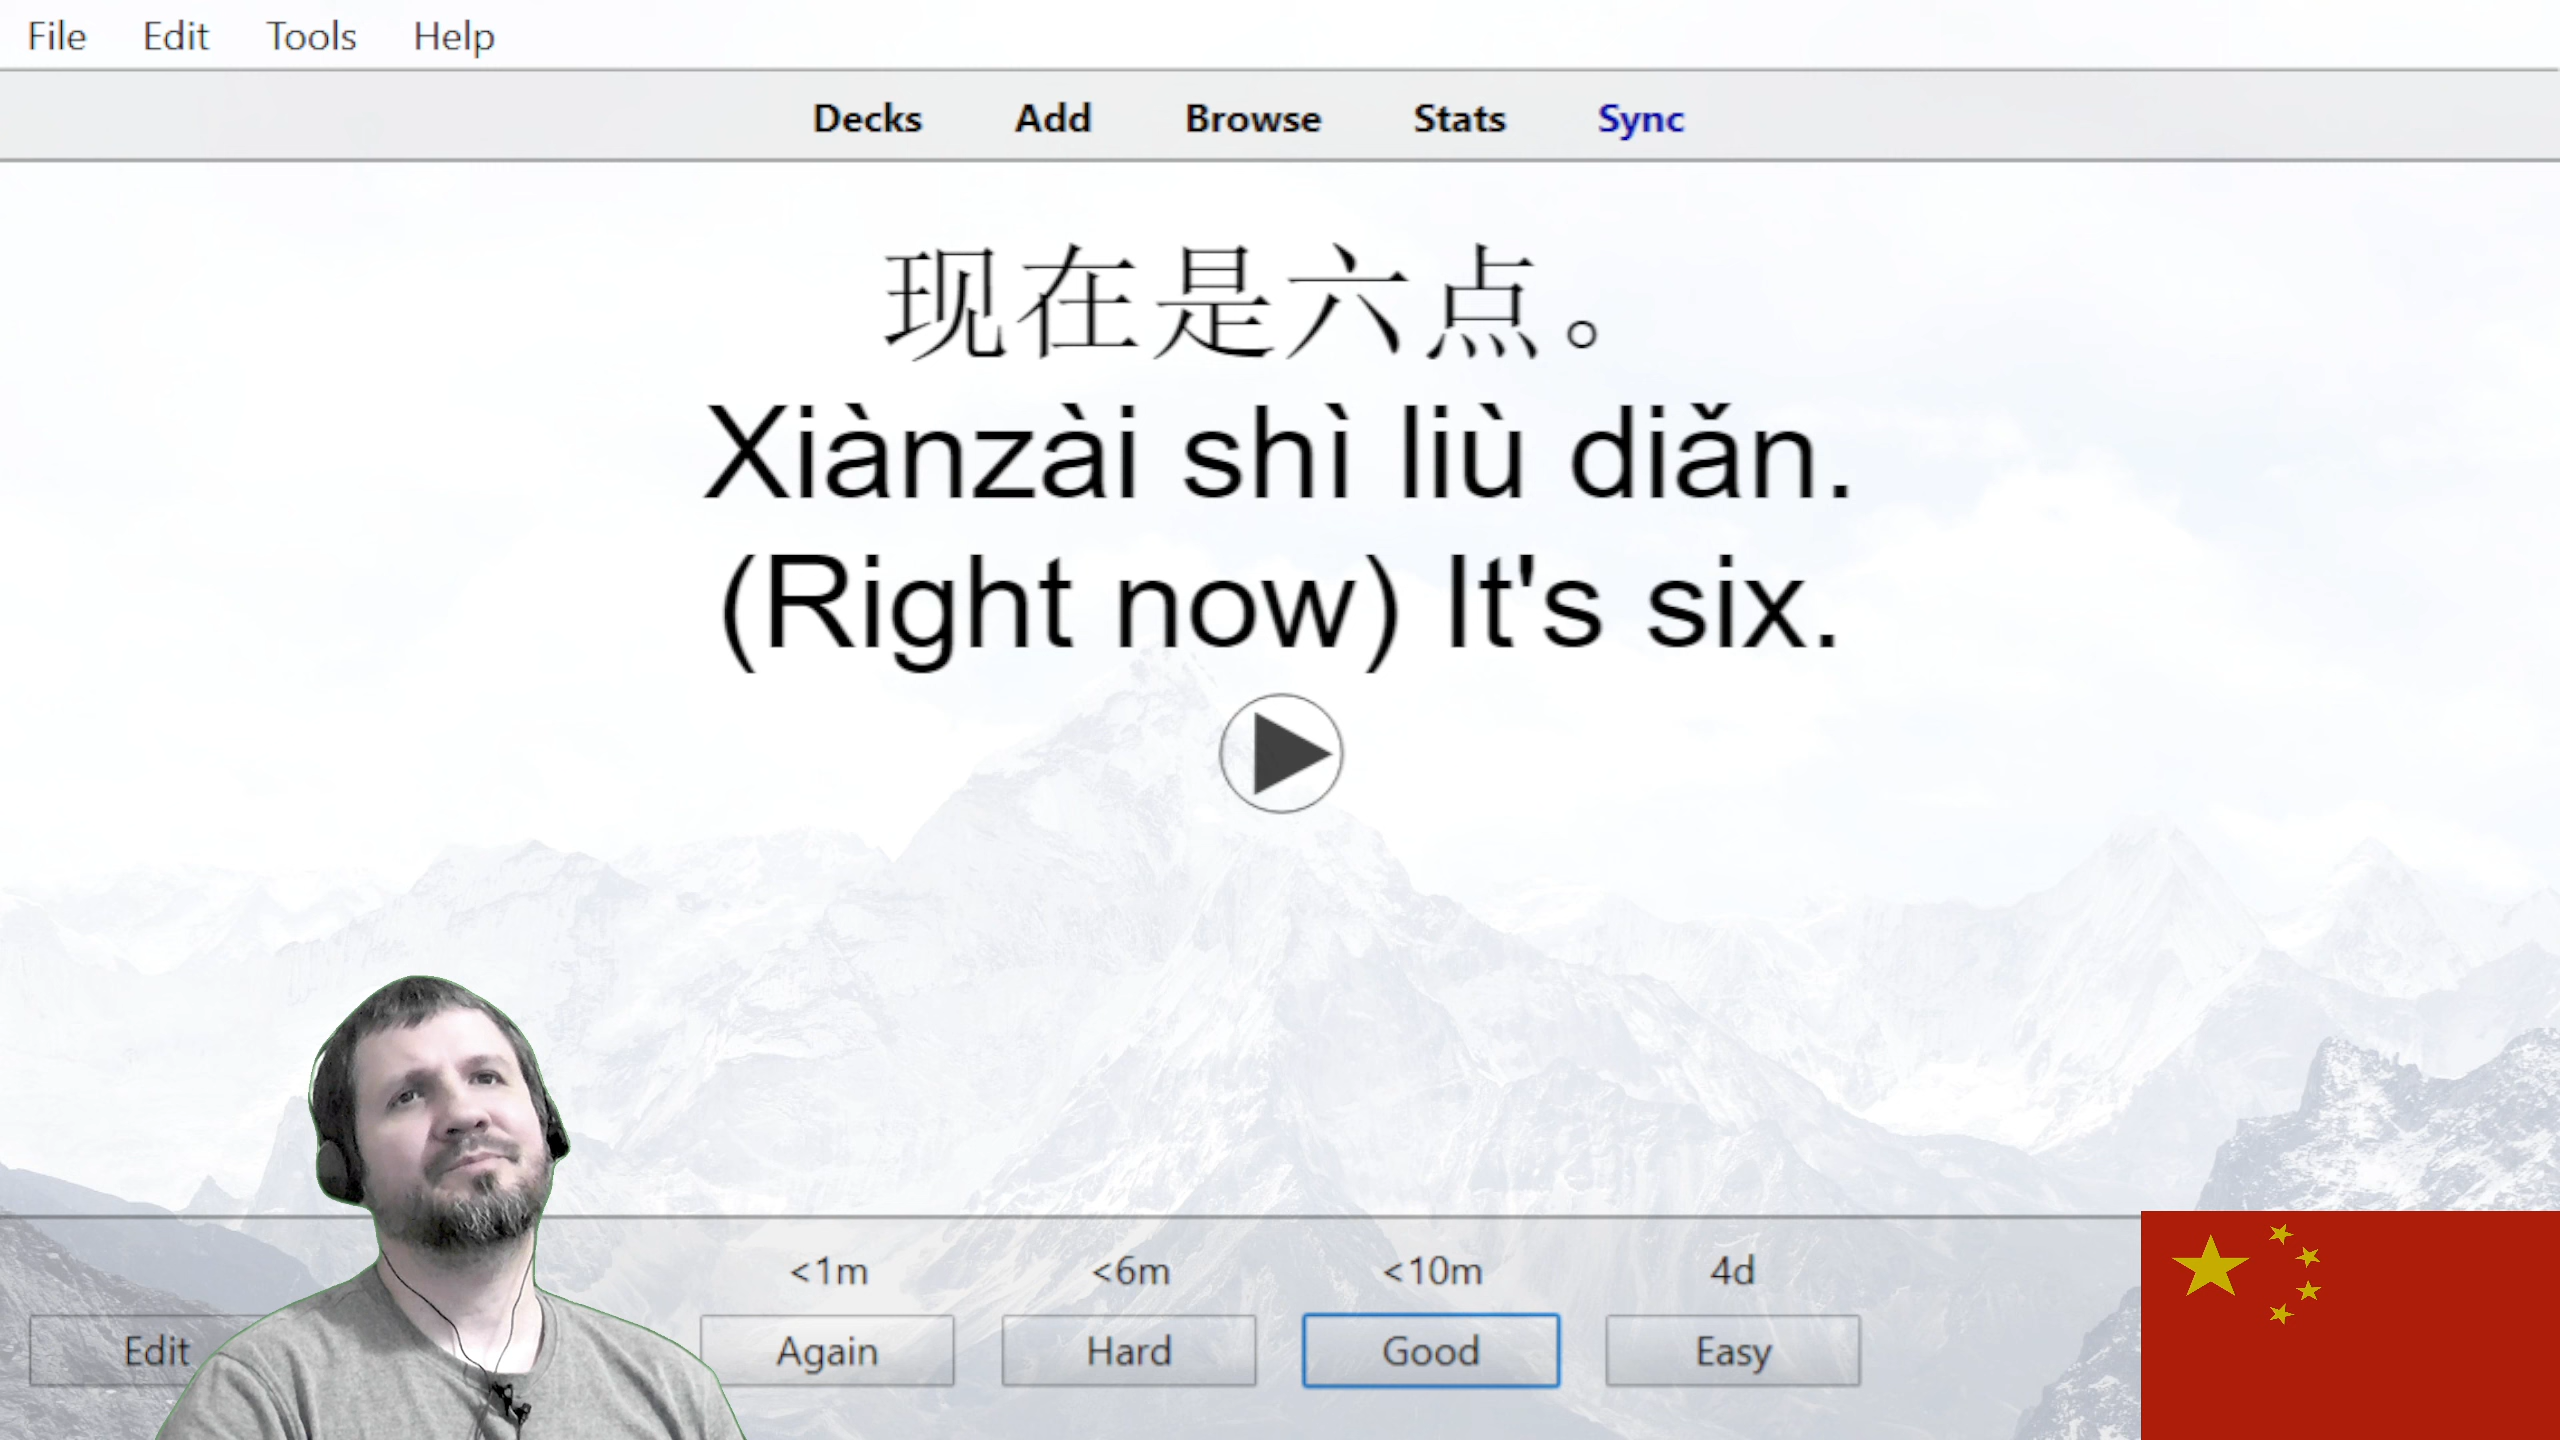 File Edit Tools Help
Decks Add Browse Stats Sync
现在是六点。
Xiànzài shì liù diǎn.
(Right now) It's six.
<1m <6m <10m 4d
Edit Again Hard Good Easy